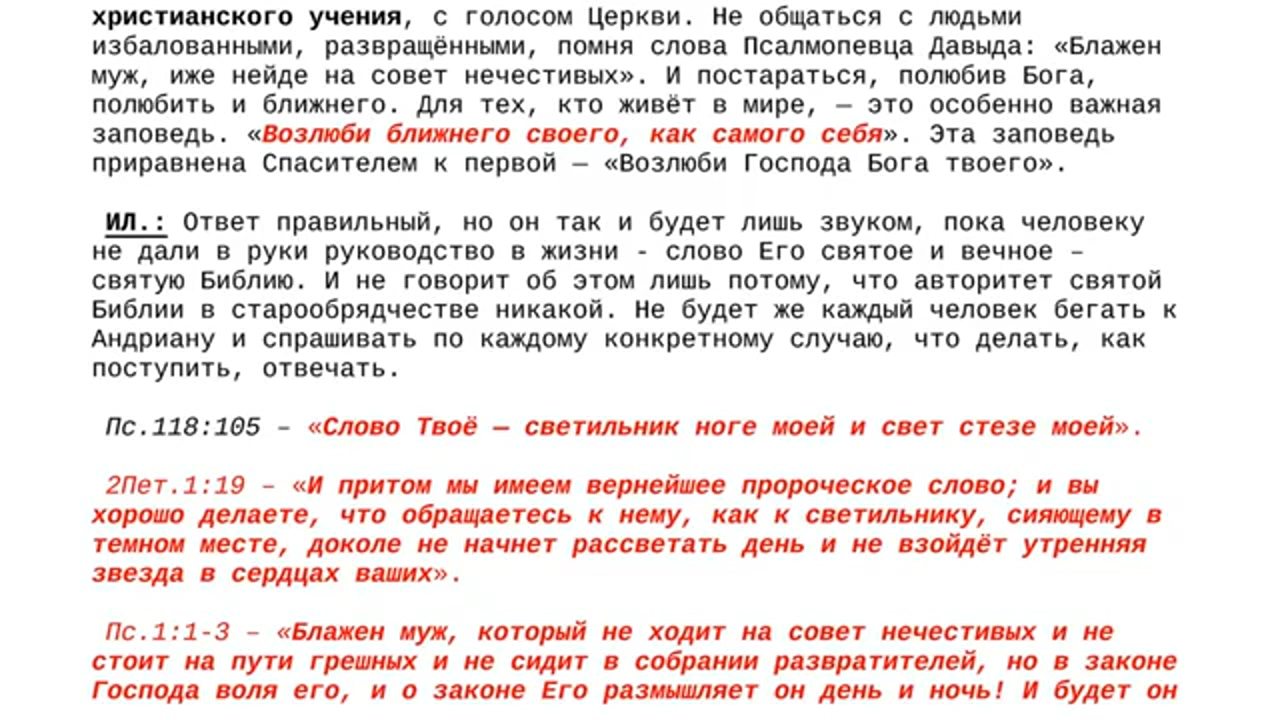 христианского учения, с голосом Церкви. Не общаться с людьми
избалованными, развращёнными, помня слова Псалмопевца Давыда: «Блажен
муж, иже нейде на совет нечестивых». И постараться, полюбив Бога,
полюбить и ближнего. Для тех, кто живёт в мире, – это особенно важная
заповедь. «Возлюби ближнего своего, как самого себя». Эта заповедь
приравнена Спасителем к первой – «Возлюби Господа Бога твоего».
ИЛ.: Ответ правильный, но он так и будет лишь звуком, пока человеку
не дали в руки руководство в жизни - слово Его святое и вечное –
святую Библию. И не говорит об этом лишь потому, что авторитет святой
Библии в старообрядчестве никакой. Не будет же каждый человек бегать к
Андриану и спрашивать по каждому конкретному случаю, что делать, как
поступить, отвечать.
Пс.118:105 – «Слово Твоё – светильник ноге моей и свет стезе моей».
2Пет.1:19 – «И притом мы имеем вернейшее пророческое слово; и вы
хорошо делаете, что обращаетесь к нему, как к светильнику, сияющему в
темном месте, доколе не начнет рассветать день и не взойдёт утренняя
звезда в сердцах ваших».
Пс.1:1-3 – «Блажен муж, который не ходит на совет нечестивых и не
стоит на пути грешных и не сидит в собрании развратителей, но в законе
Господа воля его, и о законе Его размышляет он день и ночь! И будет он